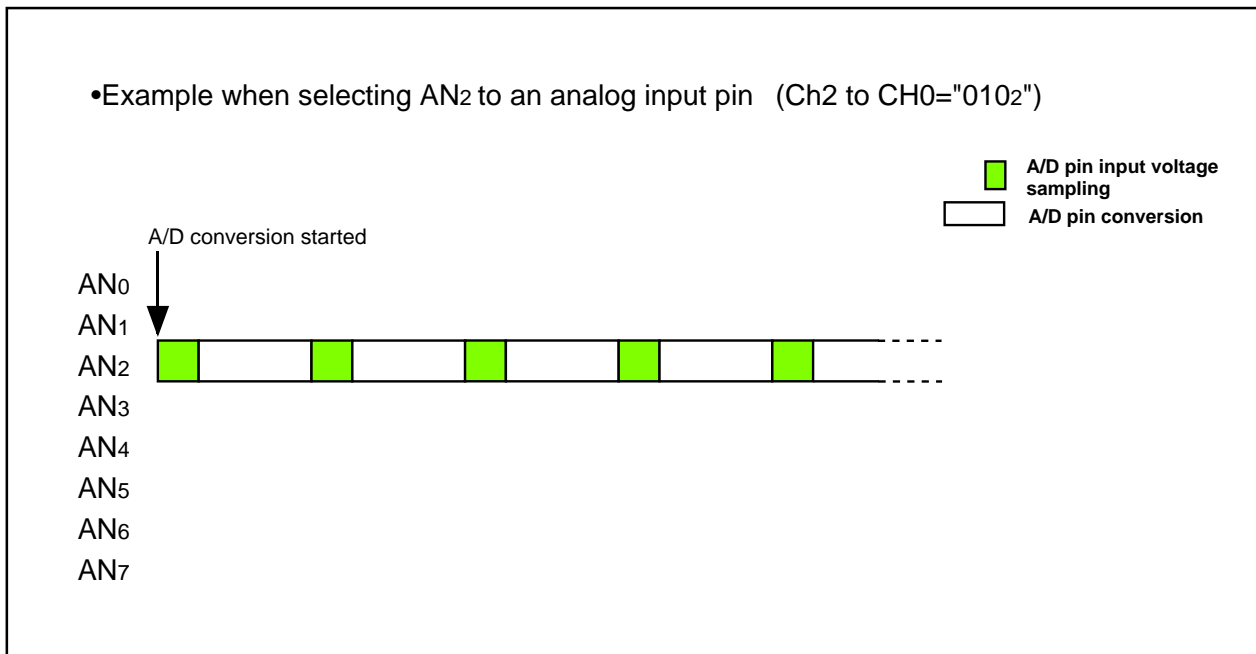 •Example when selecting AN2 to an analog input pin (Ch2 to CH0="0102")
A/D pin input voltage
sampling
A/D pin conversion
A/D conversion started
AN0
AN1
AN2
AN3
AN4
AN5
AN6
AN7